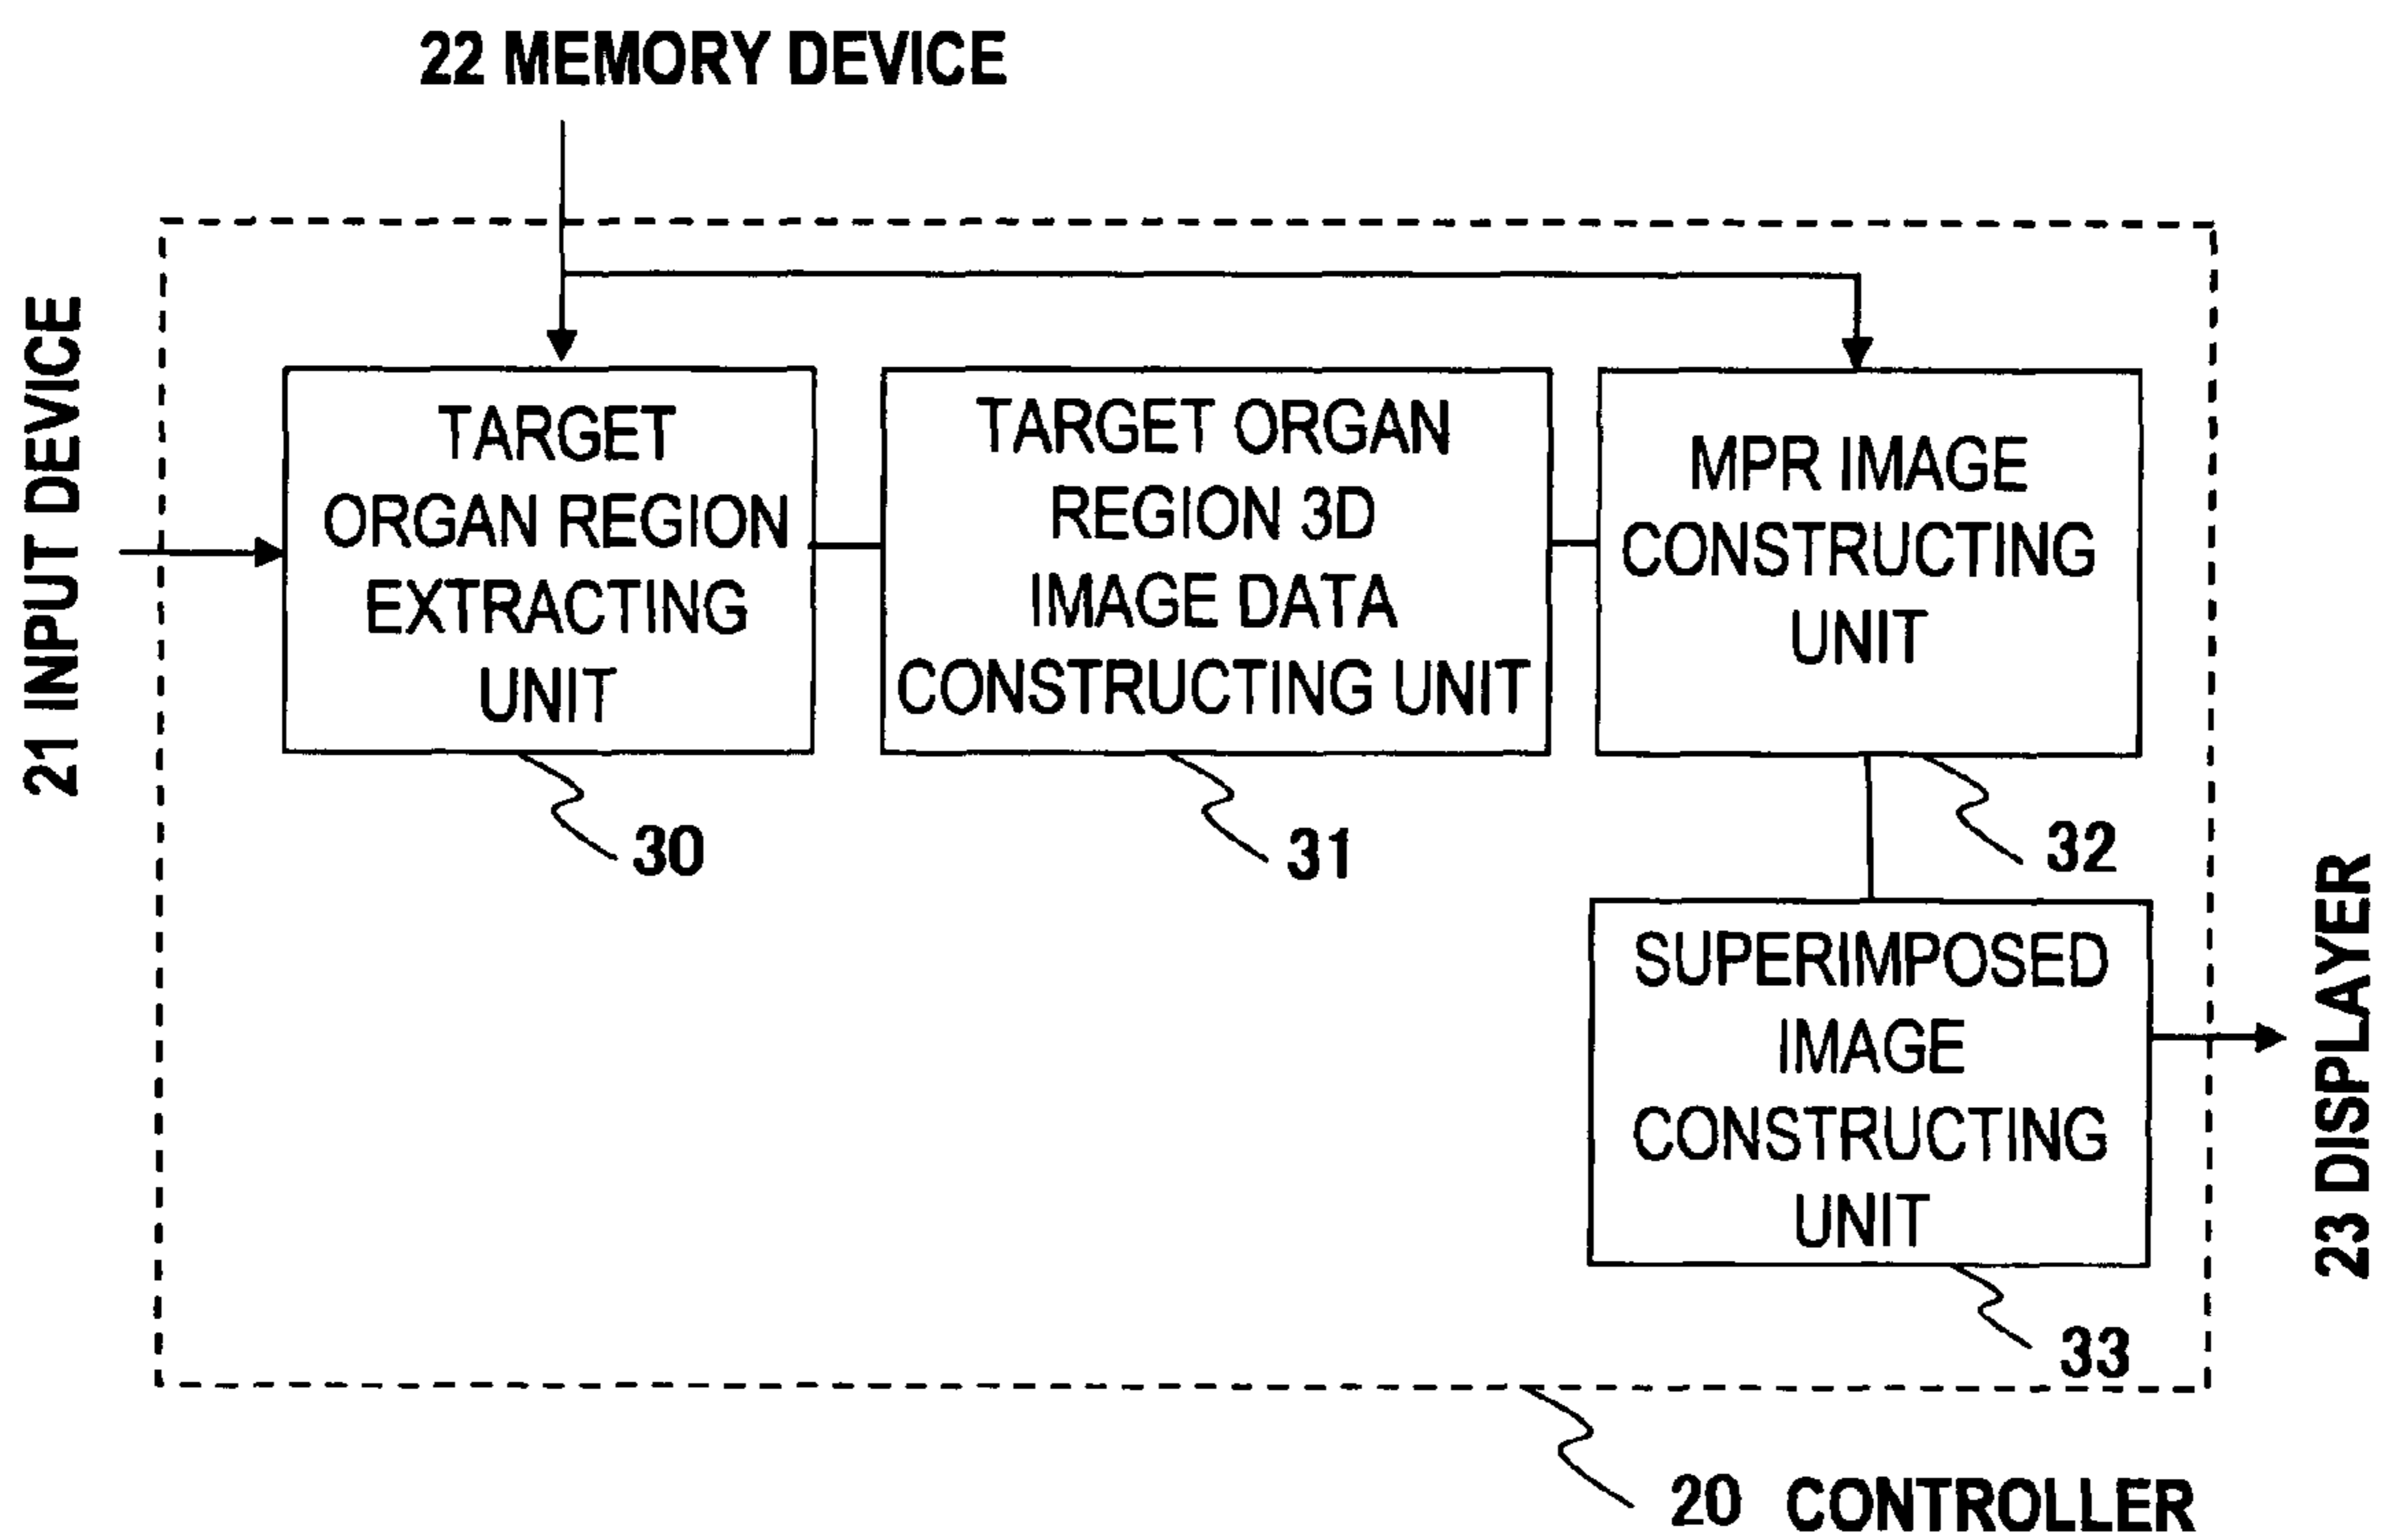 22 MEMORY DEVICE
21 INPUT DEVICE
TARGET
ORGAN REGION
EXTRACTING
UNIT
30
TARGET ORGAN
REGION 3D
IMAGE DATA
CONSTRUCTING UNIT
31
MPR IMAGE
CONSTRUCTING
UNIT
32
SUPERIMPOSED
IMAGE
CONSTRUCTING
UNIT
33
23 DISPLAYER
20 CONTROLLER